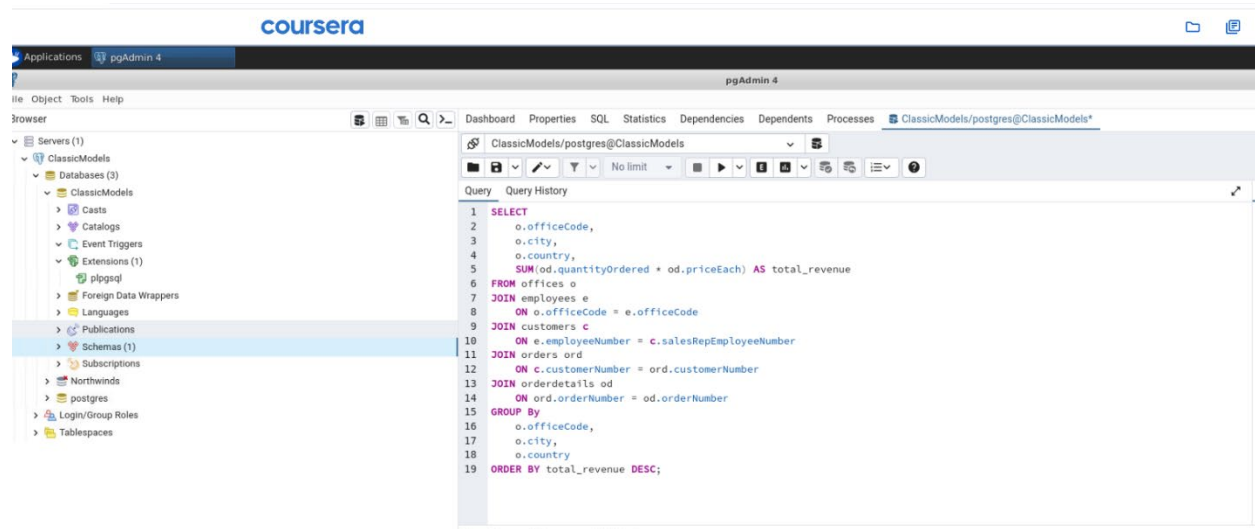 coursera
Applications pgAdmin 4
pgAdmin 4
ile Object Tools Help
Browser
Servers (1)
ClassicModels
Databases (3)
ClassicModels
Casts
Catalogs
Event Triggers
Extensions (1)
plpgsql
Foreign Data Wrappers
Languages
Publications
Schemas (1)
Subscriptions
Northwinds
postgres
Login/Group Roles
Tablespaces
Dashboard Properties SQL Statistics Dependencies Dependents Processes ClassicModels/postgres@ClassicModels*
ClassicModels/postgres@ClassicModels
No limit
Query Query History
1 SELECT
2 o.officeCode,
3 o.city,
4 o.country,
5 SUM(od.quantityOrdered * od.priceEach) AS total_revenue
6 FROM offices o
7 JOIN employees e
8 ON o.officeCode = e.officeCode
9 JOIN customers c
10 ON e.employeeNumber = c.salesRepEmployeeNumber
11 JOIN orders ord
12 ON c.customerNumber = ord.customerNumber
13 JOIN orderdetails od
14 ON ord.orderNumber = od.orderNumber
15 GROUP By
16 o.officeCode,
17 o.city,
18 o.country
19 ORDER BY total_revenue DESC;